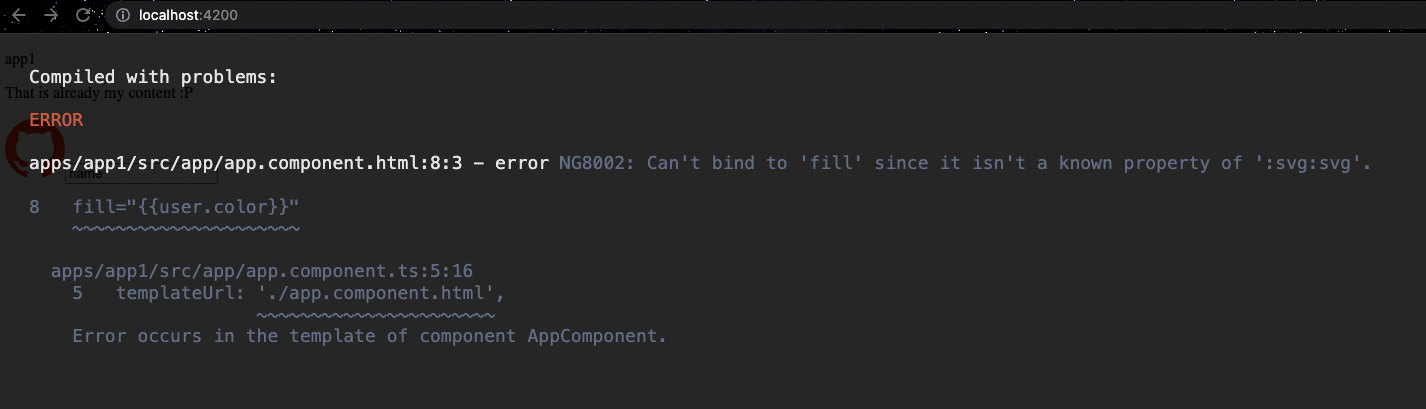 localhost:4200
app1
Compiled with problems:
That is already my content :P
ERROR
apps/app1/src/app/app.component.html:8:3 - error NG8002: Can't bind to 'fill' since it isn't a known property of ':svg:svg'.
name
8   fill="{{user.color}}"
~~~~~~~~~~~~~~~~~~~~~
apps/app1/src/app/app.component.ts:5:16
5   templateUrl: './app.component.html',
~~~~~~~~~~~~~~~~~~~~~~
Error occurs in the template of component AppComponent.